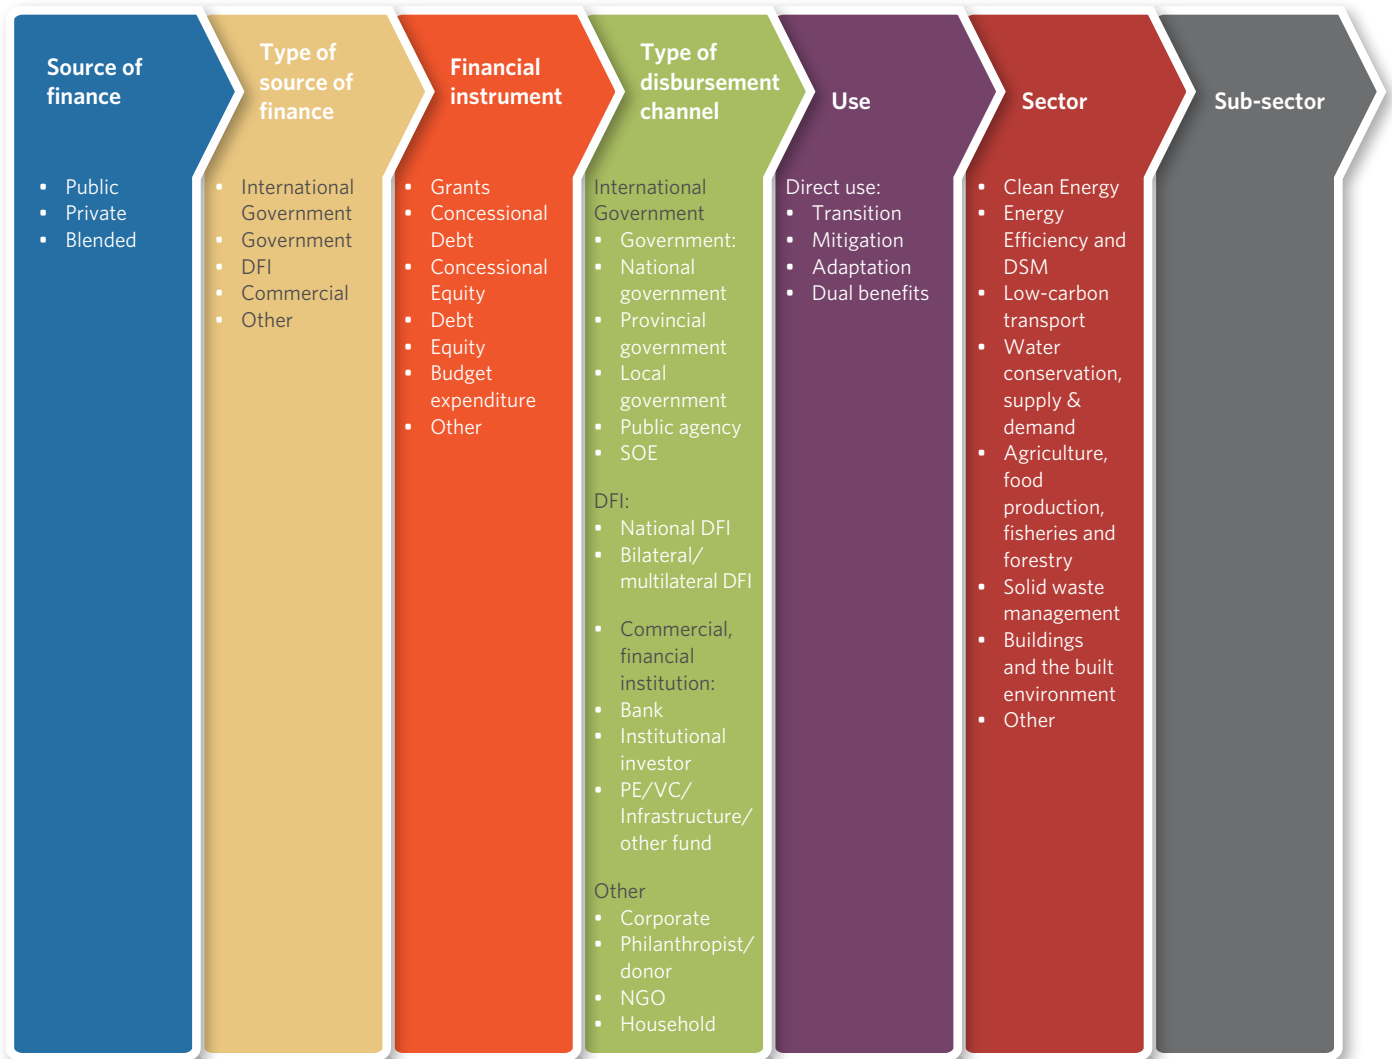 Source of
finance
• Public
• Private
• Blended
Type of
source of
finance
• International
Government
• Government
• DFI
• Commercial
• Other
Financial
instrument
• Grants
• Concessional
Debt
• Concessional
Equity
• Debt
• Equity
• Budget
expenditure
• Other
Type of
disbursement
channel
International
Government
• Government:
• National
government
• Provincial
government
• Local
government
• Public agency
• SOE
DFI:
• National DFI
• Bilateral/
multilateral DFI
• Commercial,
financial
institution:
• Bank
• Institutional
investor
• PE/VC/
Infrastructure/
other fund
Other
• Corporate
• Philanthropist/
donor
• NGO
• Household
Use
Direct use:
• Transition
• Mitigation
• Adaptation
• Dual benefits
Sector
• Clean Energy
• Energy
Efficiency and
DSM
• Low-carbon
transport
• Water
conservation,
supply &
demand
• Agriculture,
food
production,
fisheries and
forestry
• Solid waste
management
• Buildings
and the built
environment
• Other
Sub-sector